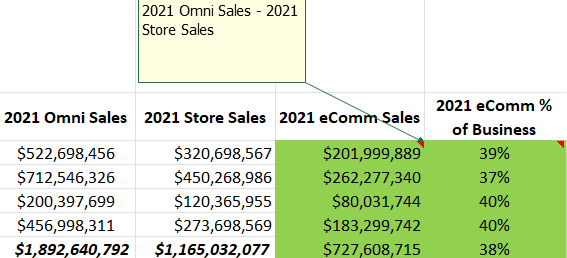 2021 Omni Sales - 2021
Store Sales
2021 Omni Sales 2021 Store Sales 2021 eComm Sales 2021 eComm % of Business
$522,698,456 $320,698,567 $201,999,889 39%
$712,546,326 $450,268,986 $262,277,340 37%
$200,397,699 $120,365,955 $80,031,744 40%
$456,998,311 $273,698,569 $183,299,742 40%
$1,892,640,792 $1,165,032,077 $727,608,715 38%